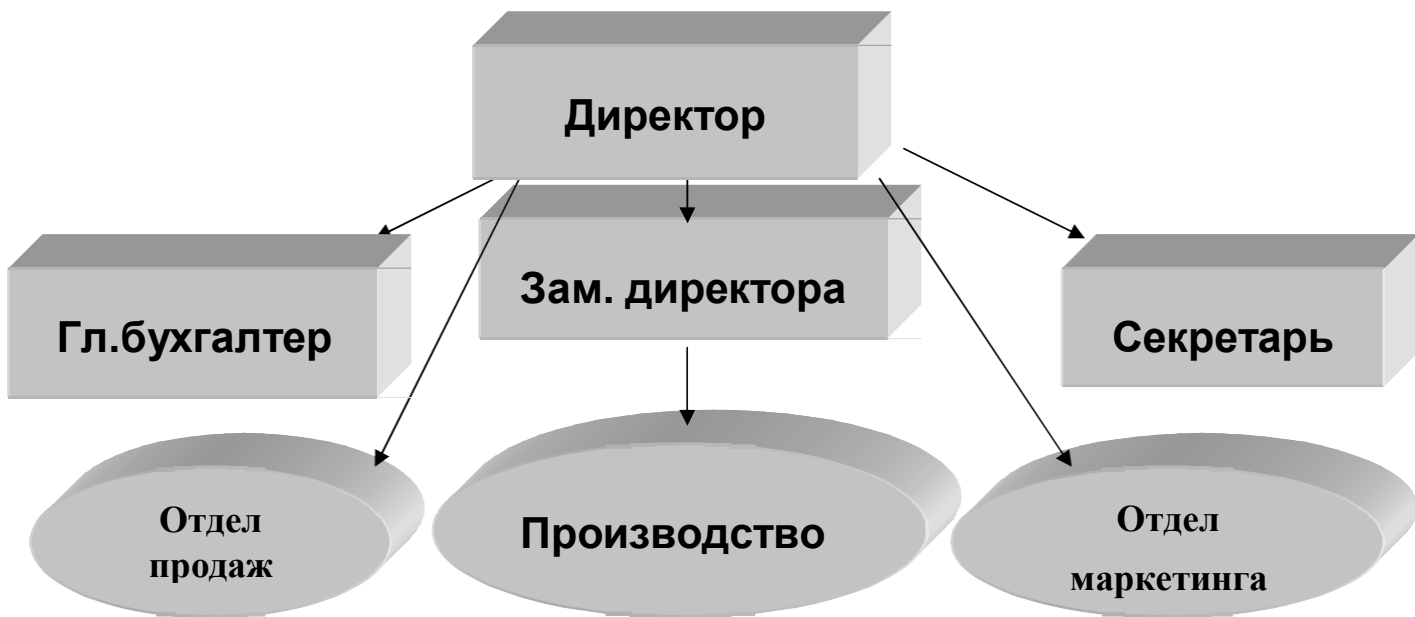 Директор
Зам. директора
Гл.бухгалтер
Секретарь
Отдел
продаж
Производство
Отдел
маркетинга